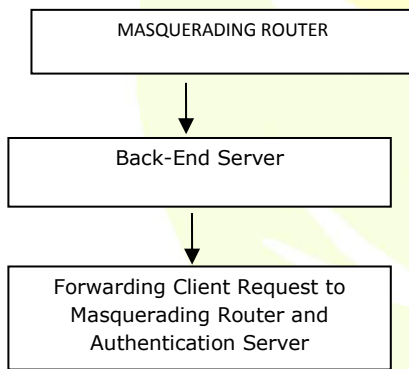 MASQUERADING ROUTER
Back-End Server
Forwarding Client Request to
Masquerading Router and
Authentication Server